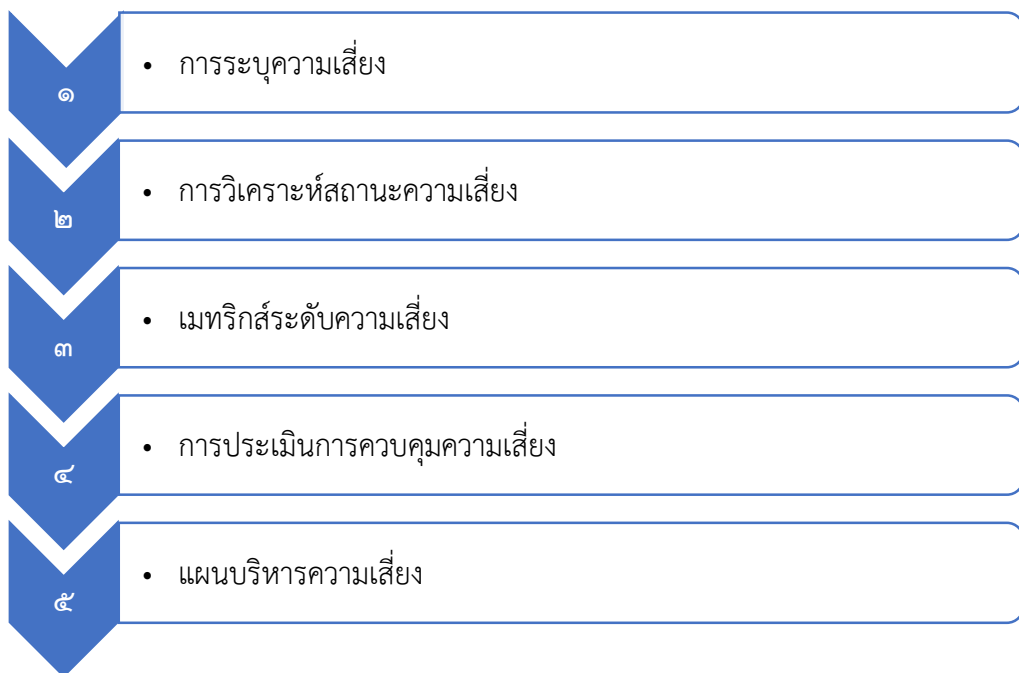 ๑
• การระบุความเสี่ยง
๒
• การวิเคราะห์สถานะความเสี่ยง
๓
• เมทริกส์ระดับความเสี่ยง
๔
• การประเมินการควบคุมความเสี่ยง
๕
• แผนบริหารความเสี่ยง